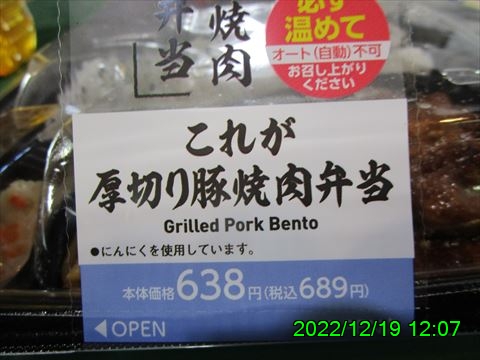 焼肉
弁当
必ず
温めて
オート(自動)不可
お召し上がり
ください
これが
厚切り豚焼肉弁当
Grilled Pork Bento
●にんにくを使用しています。
本体価格638円(税込689円)
◀OPEN
2022/12/19 12:07